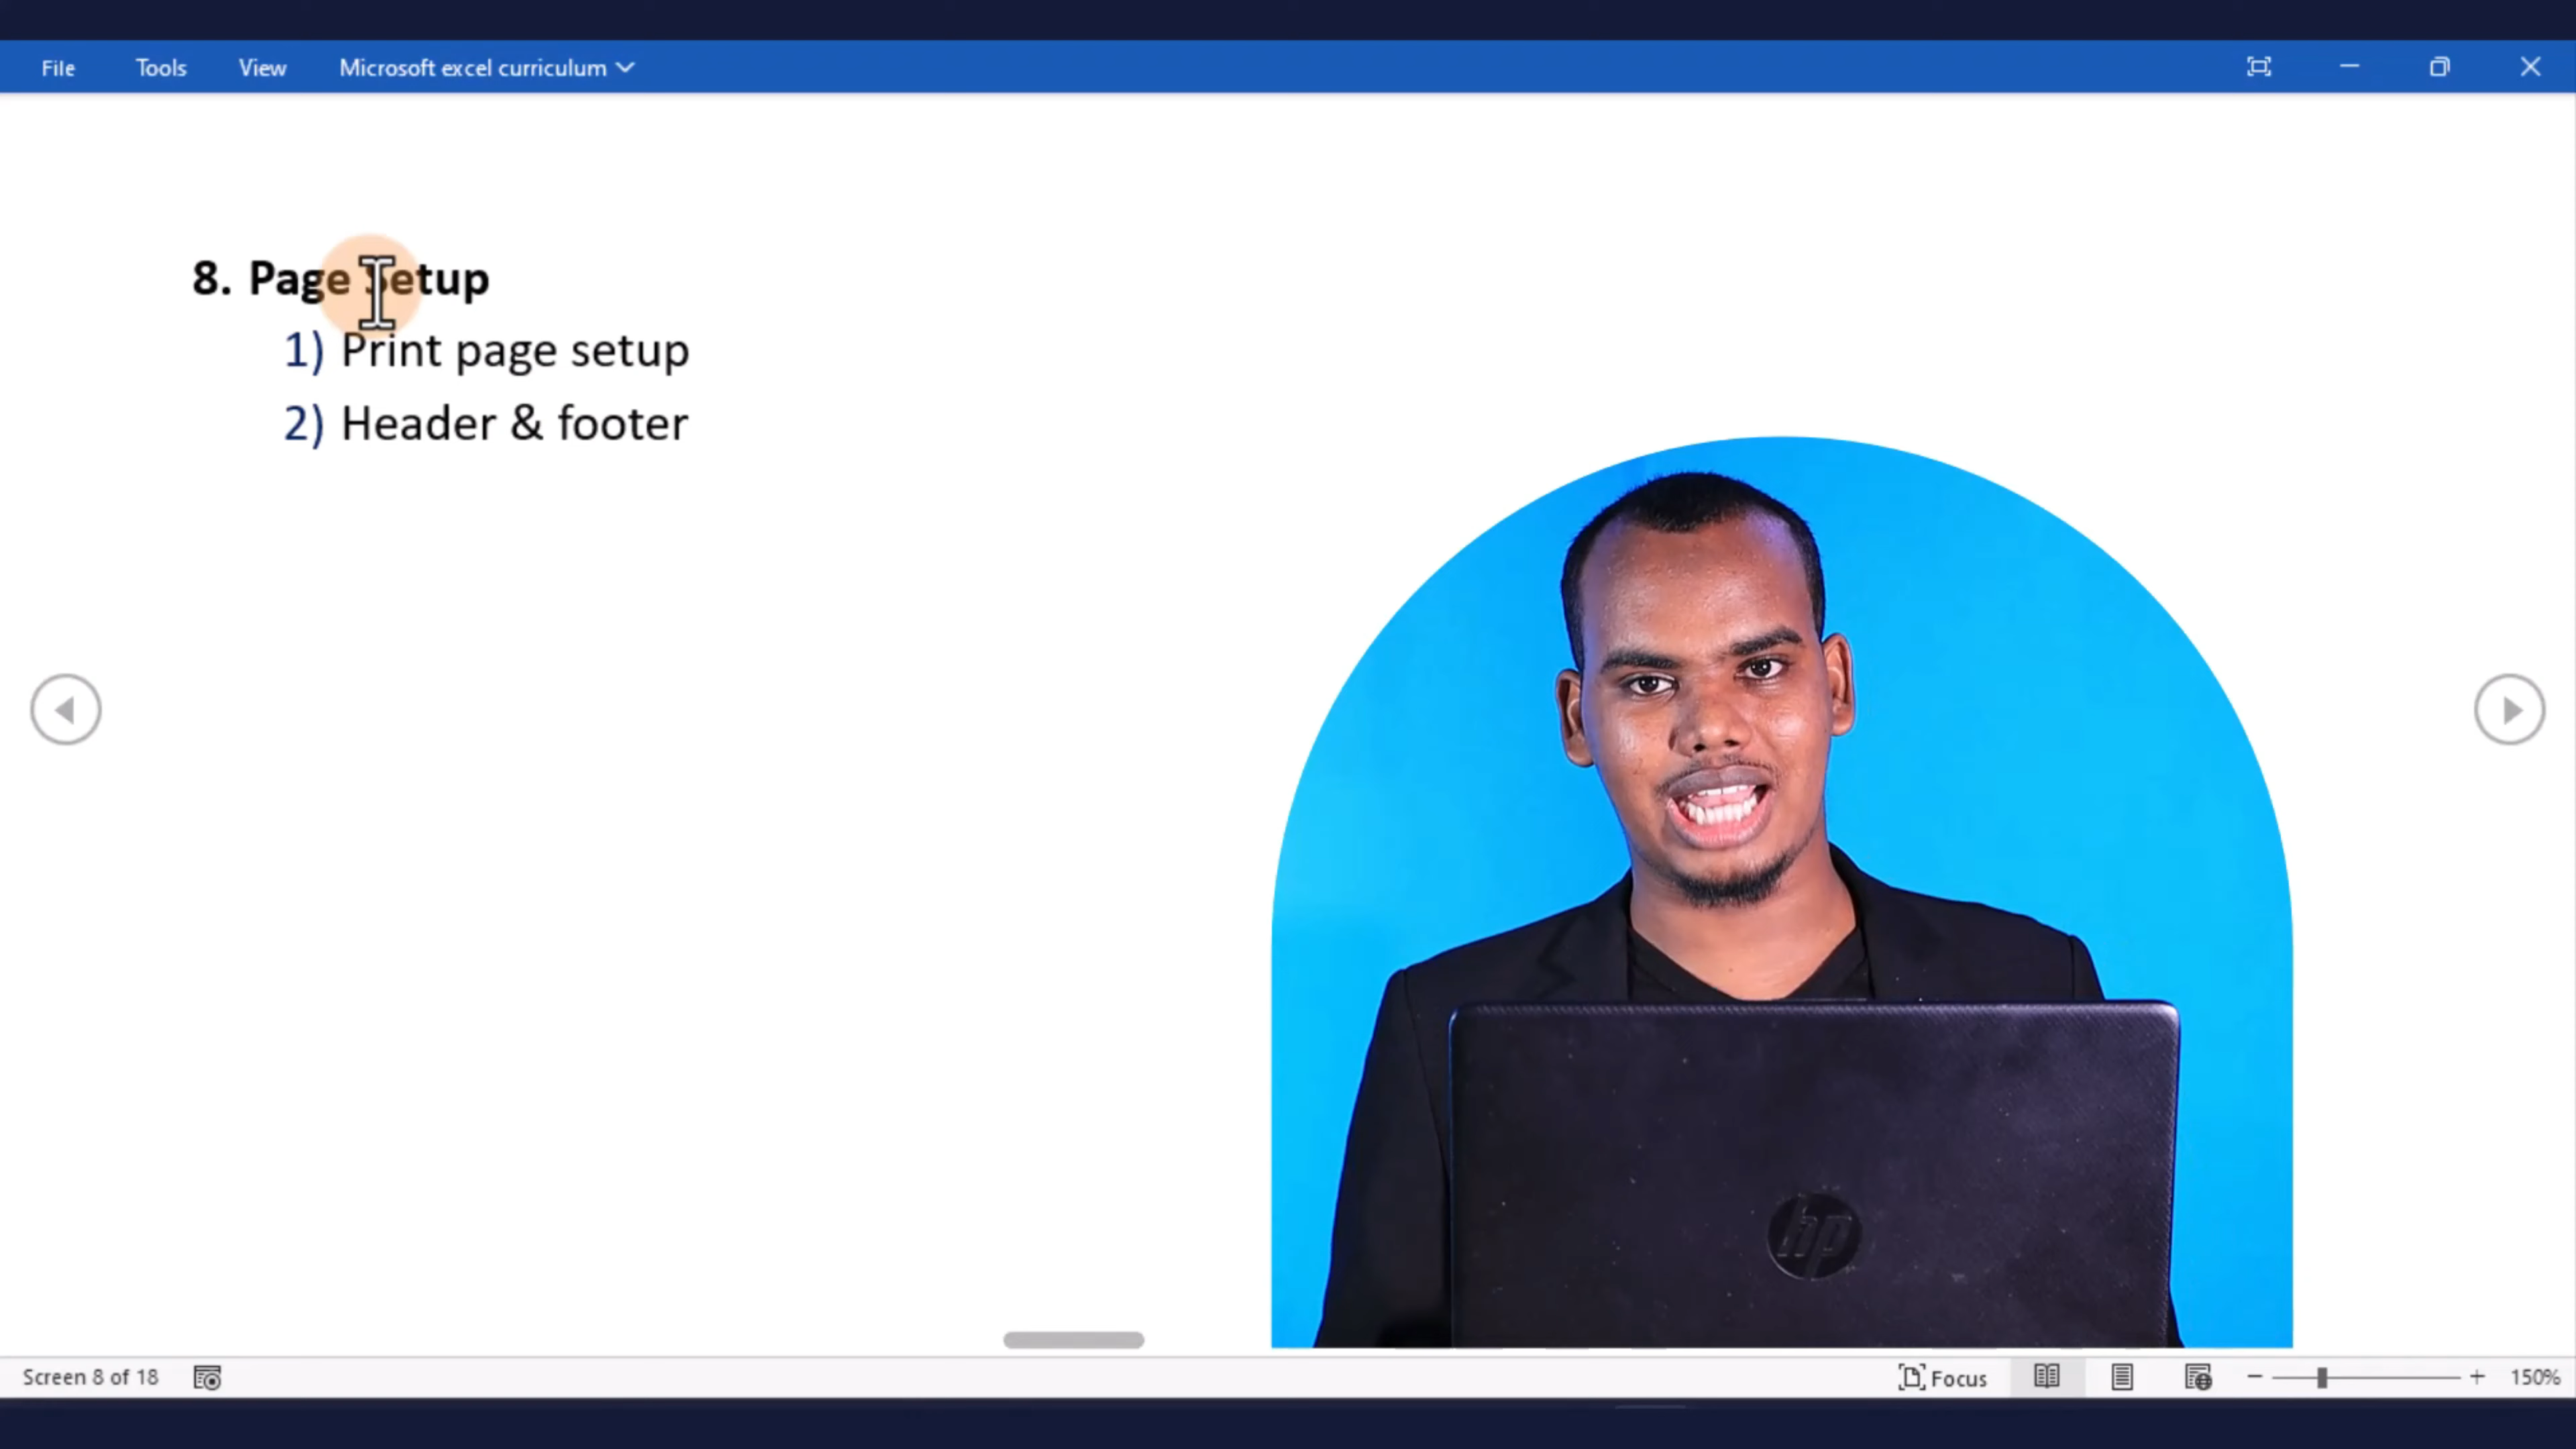 File Tools View Microsoft excel curriculum
8. Page Setup
1) Print page setup
2) Header & footer
hp
Screen 8 of 18 Focus 150%